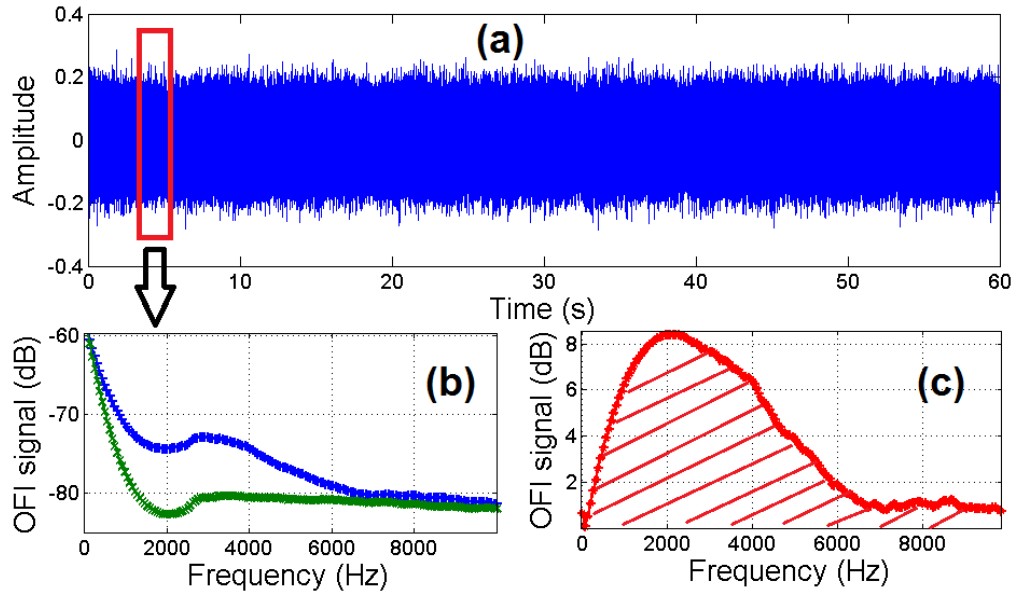 (a)
Amplitude
0.4
0.2
0
-0.2
-0.4
0 10 20 30 40 50 60
Time (s)
(b)
OFI signal (dB)
-60
-70
-80
0 2000 4000 6000 8000
Frequency (Hz)
(c)
OFI signal (dB)
8
6
4
2
0 2000 4000 6000 8000
Frequency (Hz)